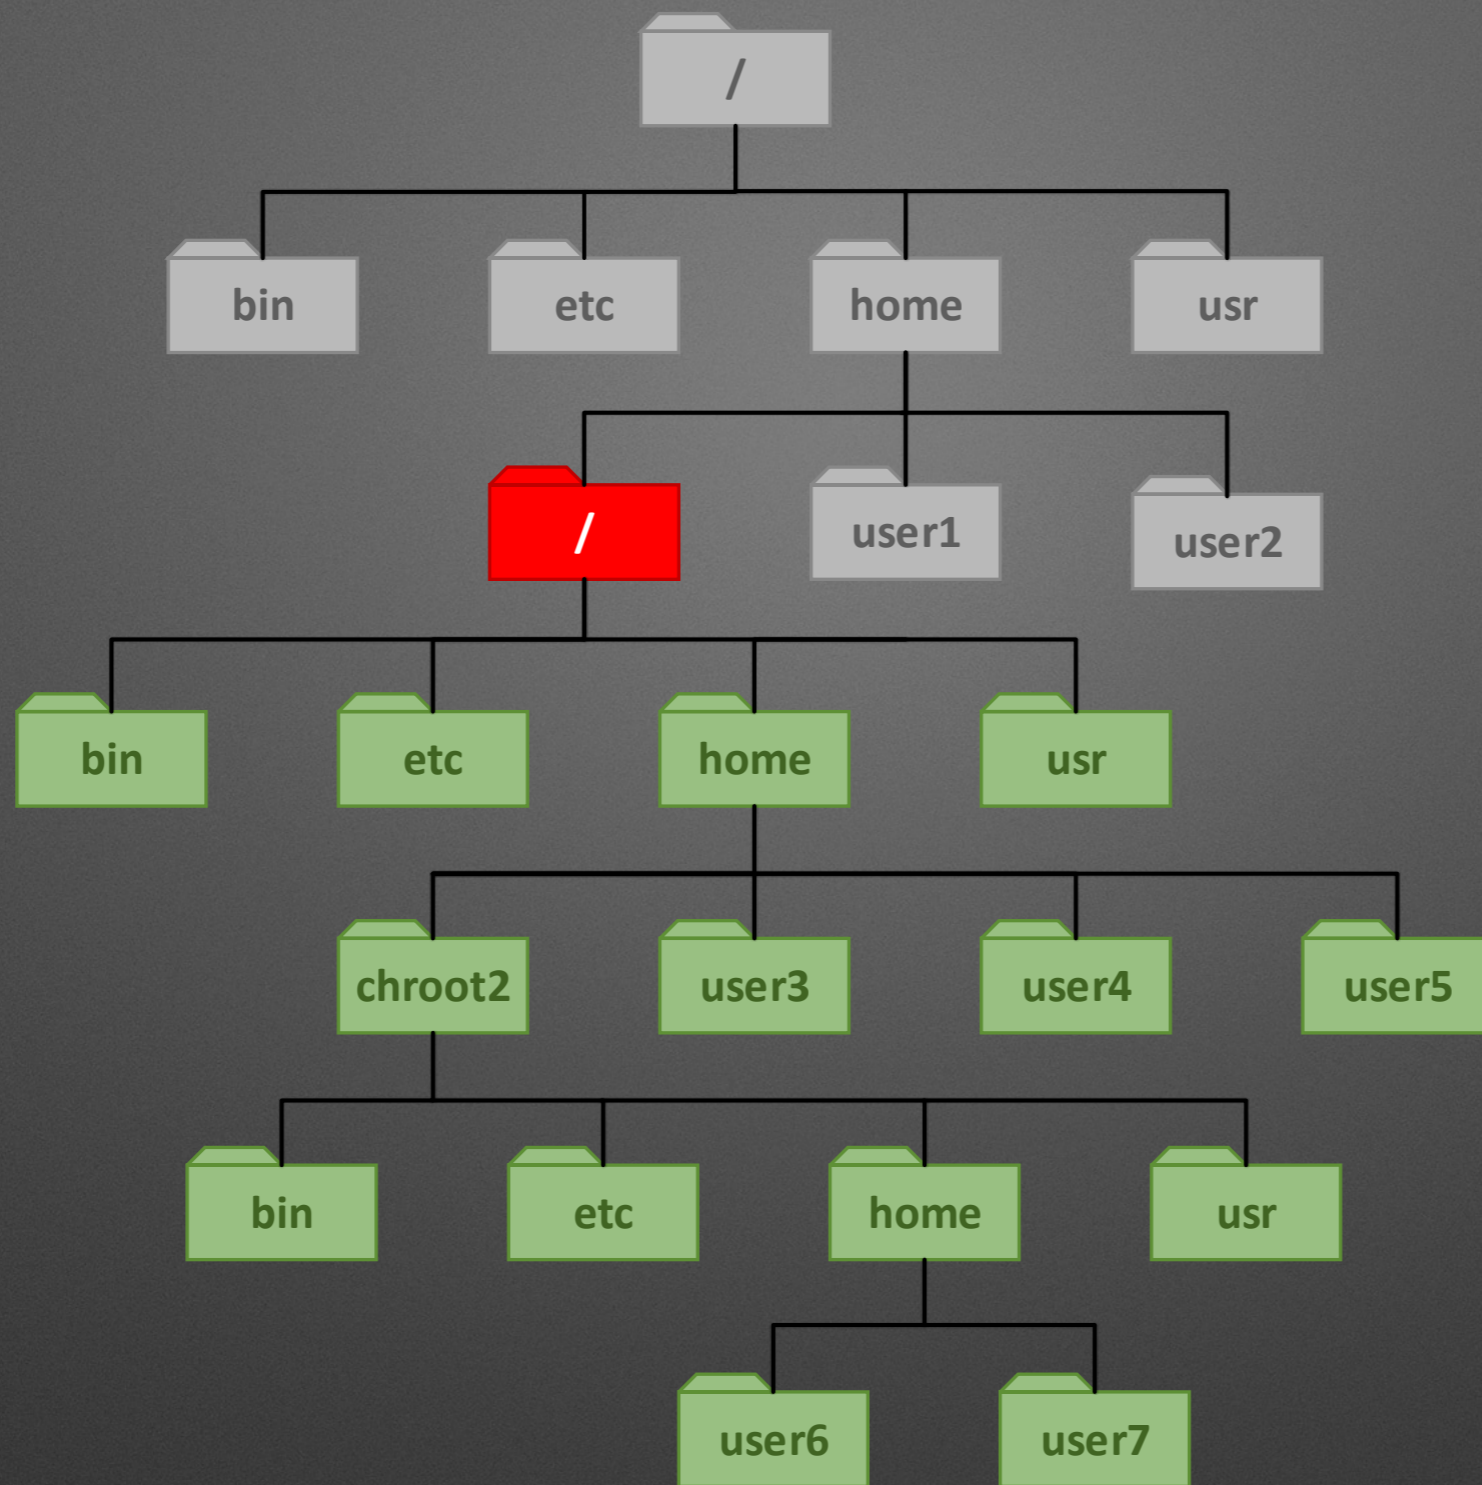 /
bin
etc
home
usr
/
user1
user2
bin
etc
home
usr
chroot2
user3
user4
user5
bin
etc
home
usr
user6
user7